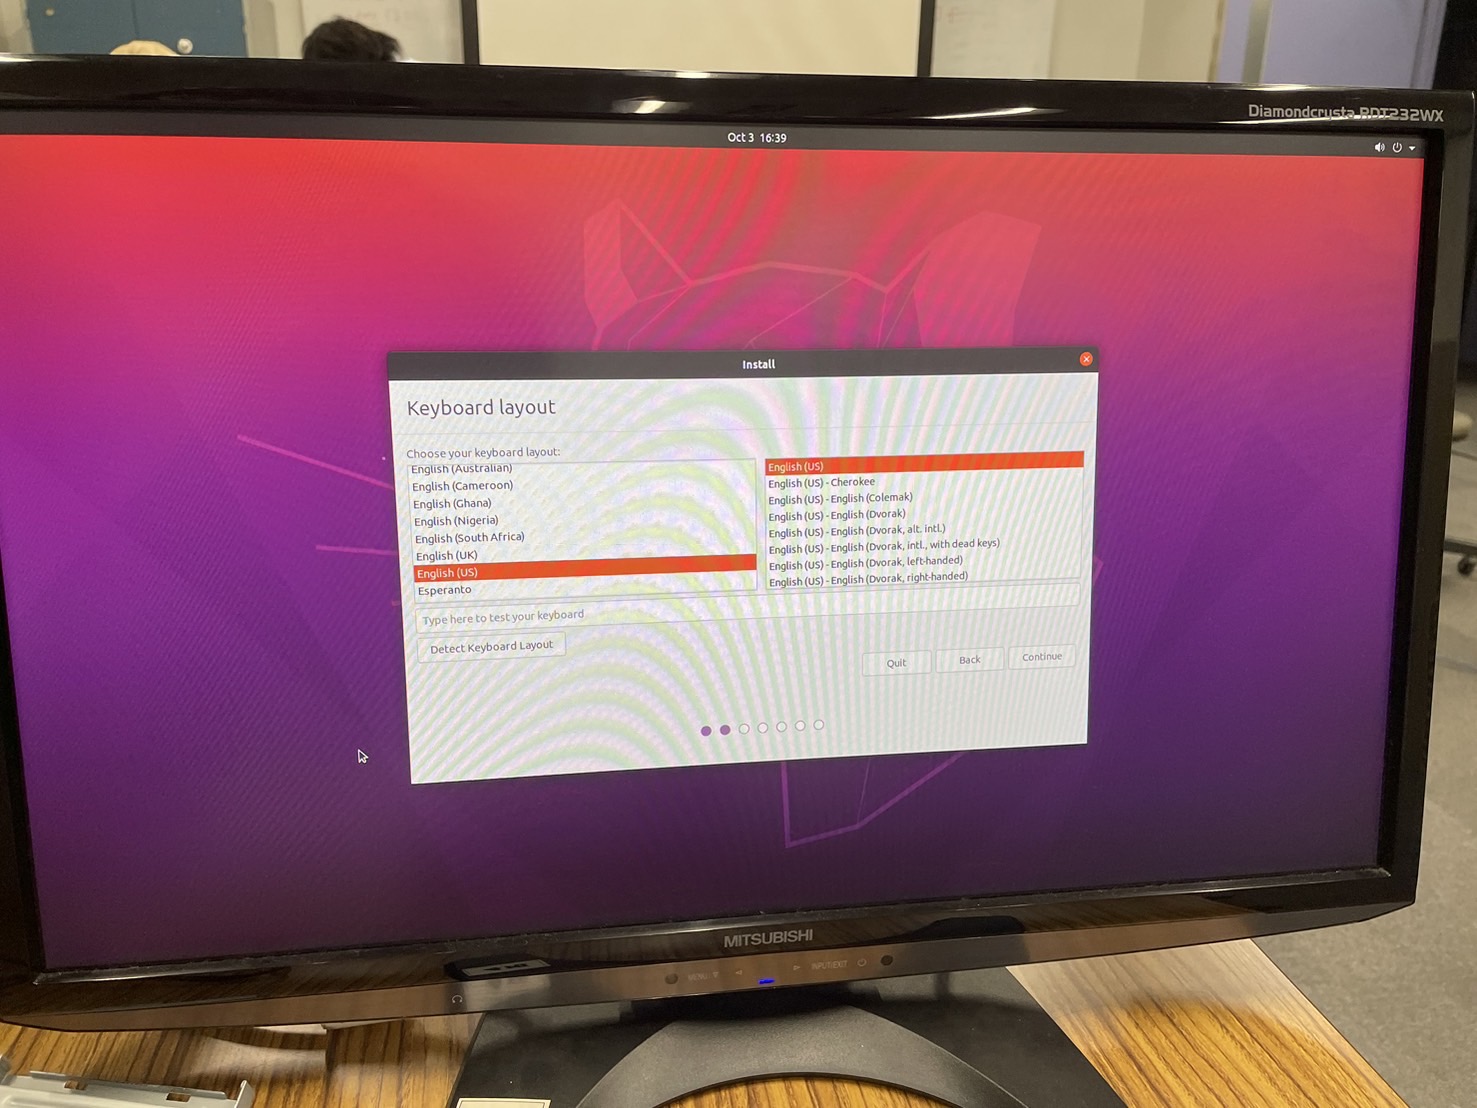 Diamondcrysta RDT232WX
Oct 3 16:39
Install
Keyboard layout
Choose your keyboard layout:
English (Australian)
English (Cameroon)
English (Ghana)
English (Nigeria)
English (South Africa)
English (UK)
English (US)
Esperanto
English (US)
English (US) - Cherokee
English (US) - English (Colemak)
English (US) - English (Dvorak)
English (US) - English (Dvorak, alt. intl.)
English (US) - English (Dvorak, intl., with dead keys)
English (US) - English (Dvorak, left-handed)
English (US) - English (Dvorak, right-handed)
Type here to test your keyboard
Detect Keyboard Layout
Quit
Back
Continue
MITSUBISHI
MENU
INPUT/EXIT